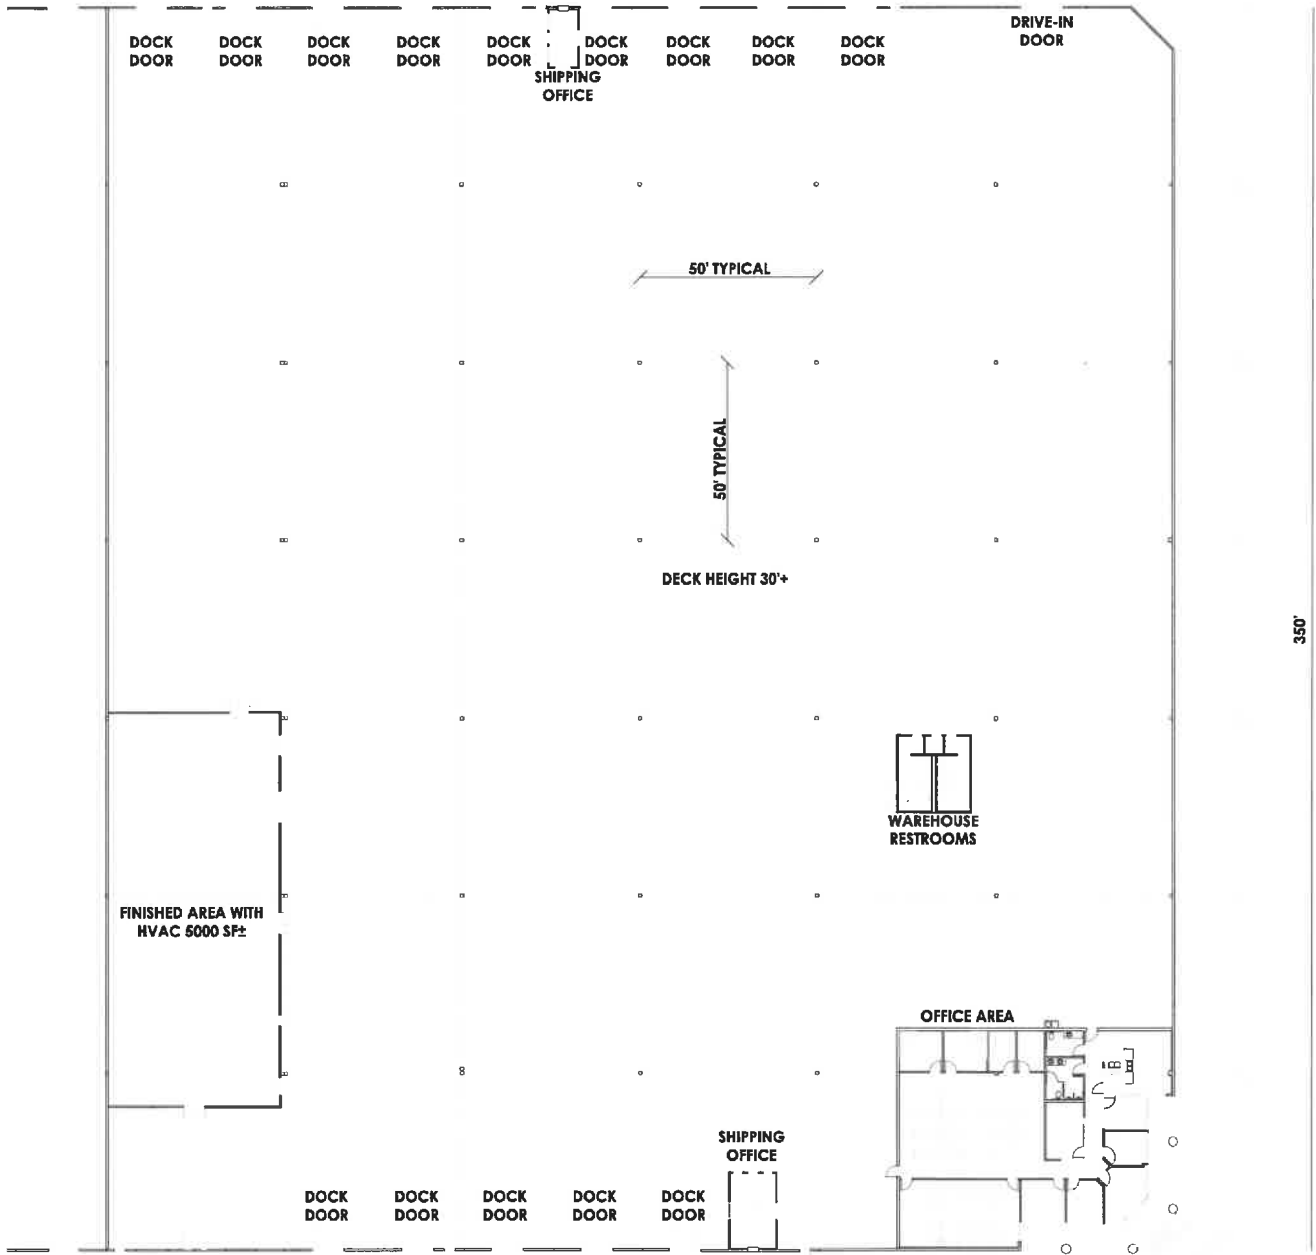 DRIVE-IN
DOOR
DOCK
DOOR
DOCK
DOOR
DOCK
DOOR
DOCK
DOOR
DOCK
DOOR
DOCK
DOOR
DOCK
DOOR
DOCK
DOOR
DOCK
DOOR
SHIPPING
OFFICE
50' TYPICAL
50' TYPICAL
DECK HEIGHT 30'+
350'
WAREHOUSE
RESTROOMS
FINISHED AREA WITH
HVAC 5000 SF±
OFFICE AREA
SHIPPING
OFFICE
DOCK
DOOR
DOCK
DOOR
DOCK
DOOR
DOCK
DOOR
DOCK
DOOR